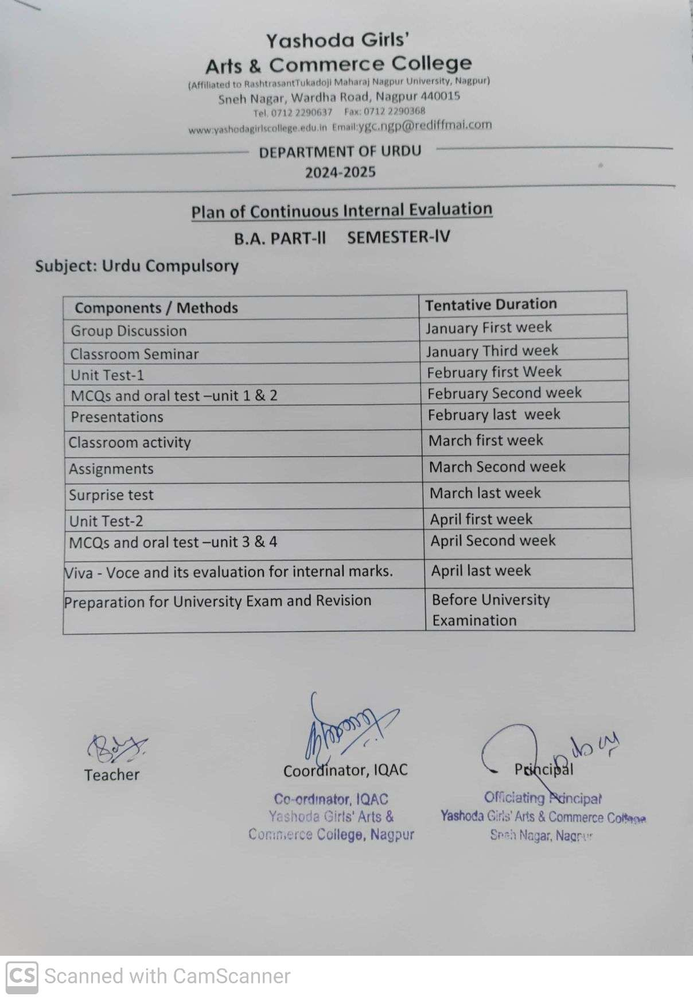 Yashoda Girls'
Arts & Commerce College
(Affiliated to RashtrasantTukadoji Maharaj Nagpur University, Nagpur)
Sneh Nagar, Wardha Road, Nagpur 440015
Tel. 0712 2290637 Fax: 0712 2290368
www.yashodagirlscollege.edu.in Email:ygc.ngp@rediffmai.com
DEPARTMENT OF URDU
2024-2025
Plan of Continuous Internal Evaluation
B.A. PART-II SEMESTER-IV
Subject: Urdu Compulsory
Components / Methods Tentative Duration
Group Discussion January First week
Classroom Seminar January Third week
Unit Test-1 February first Week
MCQs and oral test –unit 1 & 2 February Second week
Presentations February last week
Classroom activity March first week
Assignments March Second week
Surprise test March last week
Unit Test-2 April first week
MCQs and oral test –unit 3 & 4 April Second week
Viva - Voce and its evaluation for internal marks. April last week
Preparation for University Exam and Revision Before University
Examination
Teacher Coordinator, IQAC Principal
Co-ordinator, IQAC Officiating Principal
Yashoda Girls' Arts & Yashoda Girls' Arts & Commerce College
Commerce College, Nagpur Sneh Nagar, Nagpur
CS Scanned with CamScanner